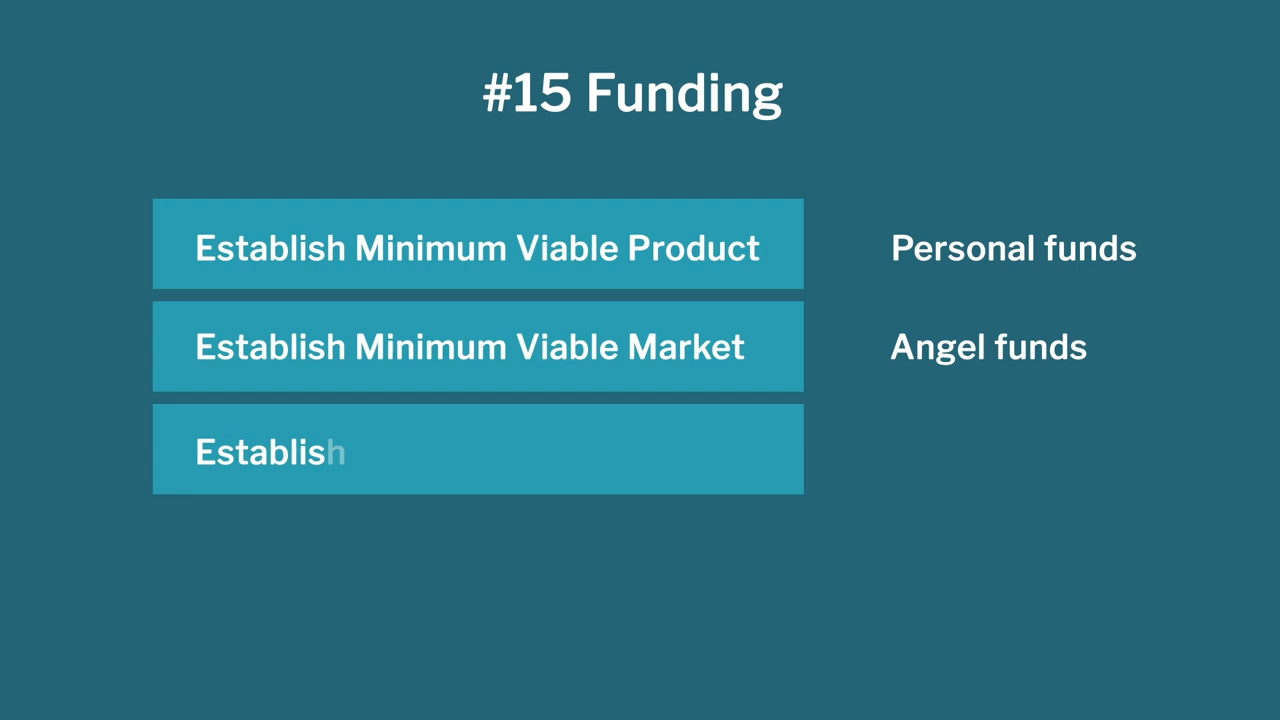 #15 Funding
Establish Minimum Viable Product
Personal funds
Establish Minimum Viable Market
Angel funds
Establish